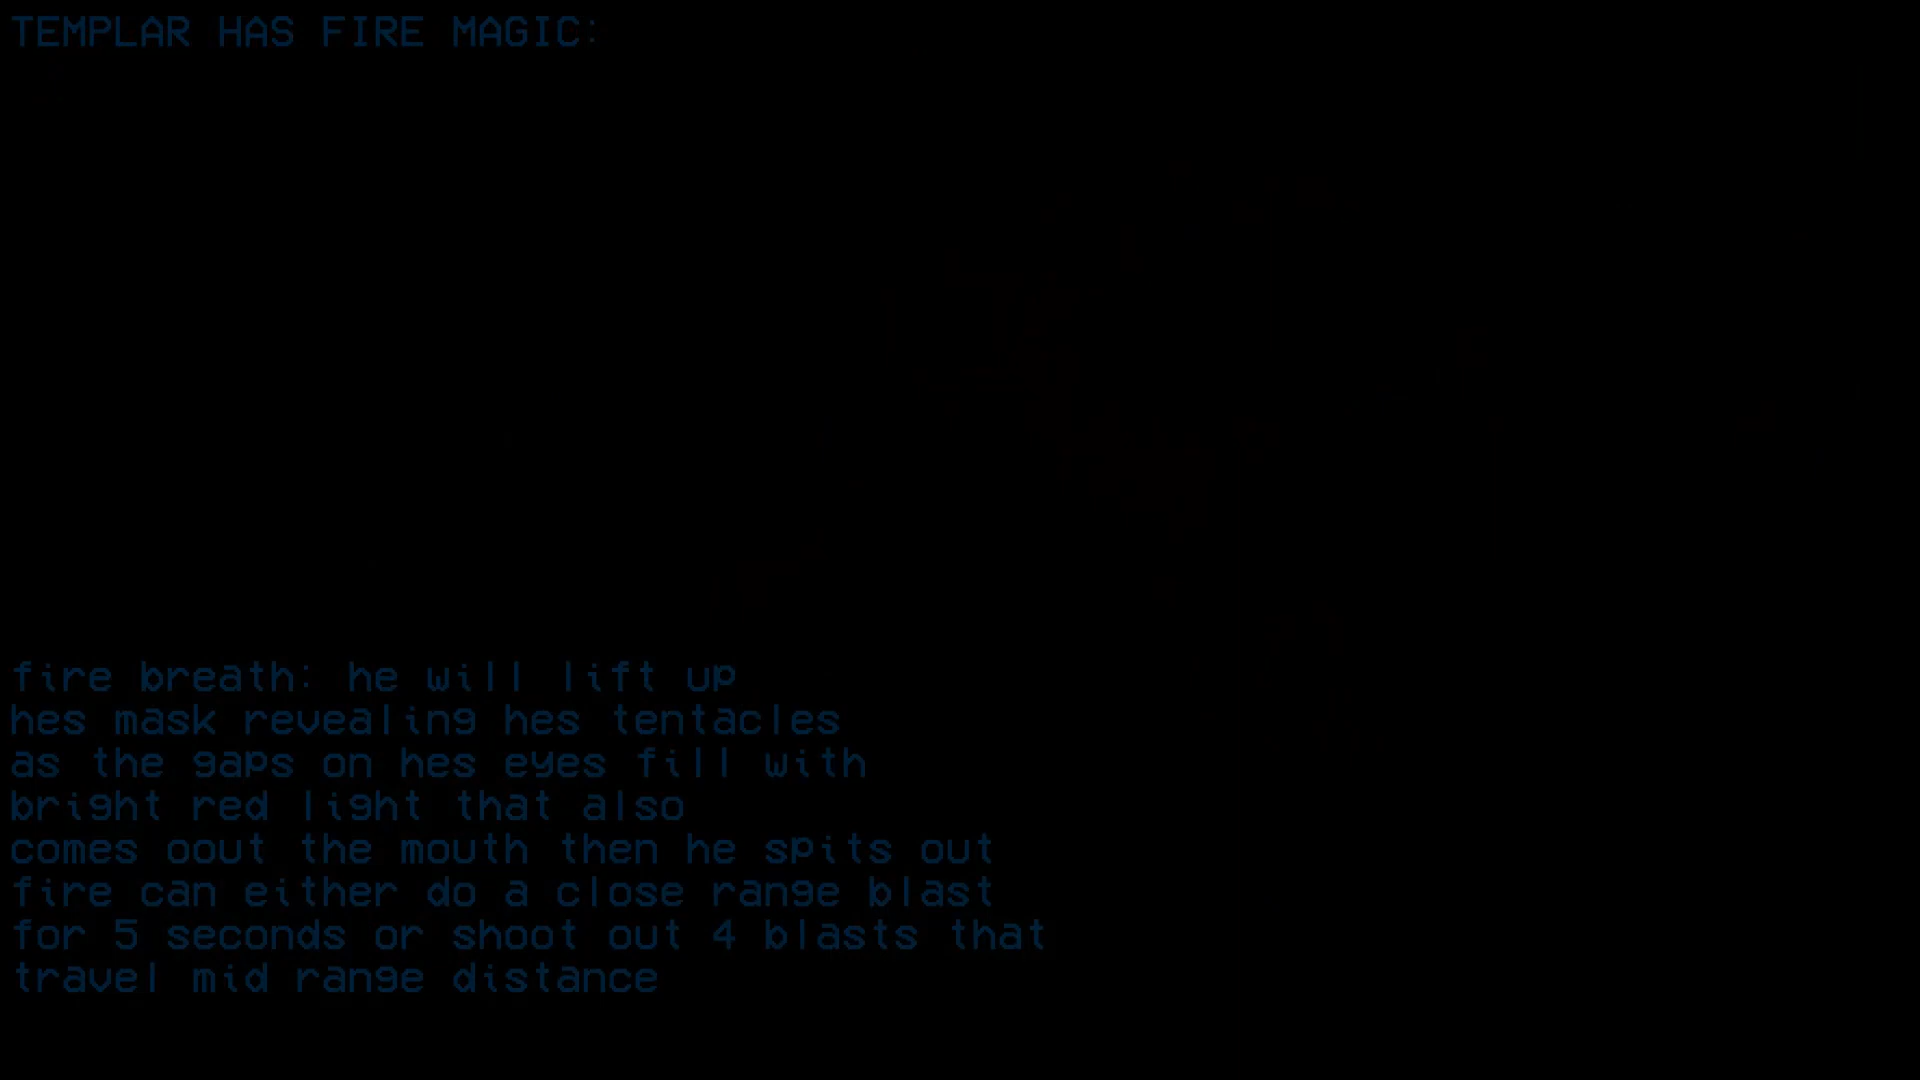 TEMPLAR HAS FIRE MAGIC:
fire breath: he will lift up
hes mask revealing hes tentacles
as the gaps on hes eyes fill with
bright red light that also
comes oout the mouth then he spits out
fire can either do a close range blast
for 5 seconds or shoot out 4 blasts that
travel mid range distance